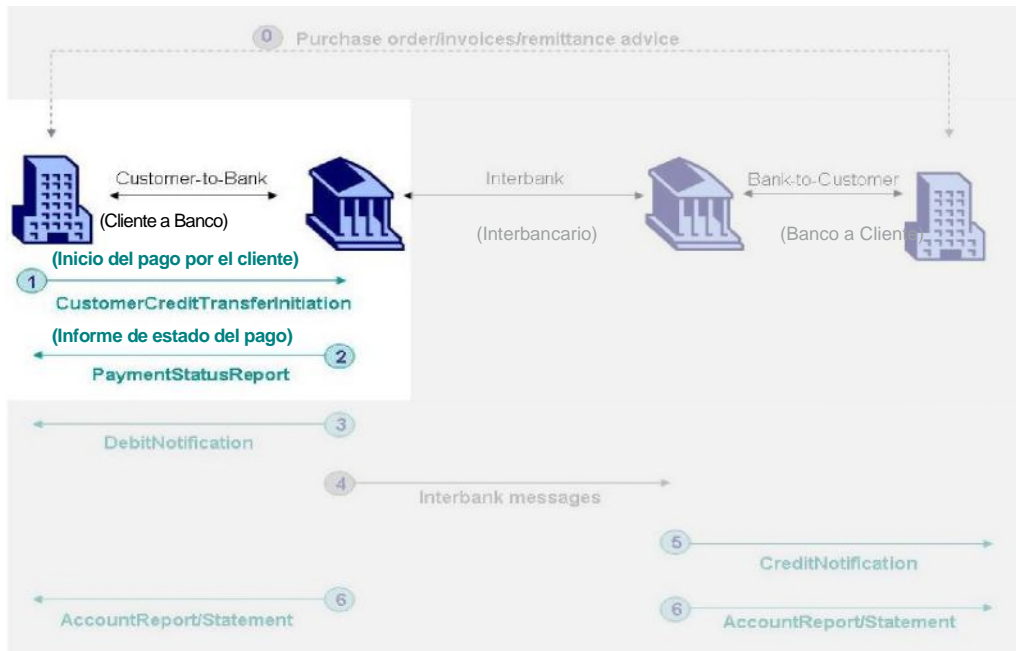 0 Purchase order/invoices/remittance advice
Customer-to-Bank
Interbank
Bank-to-Customer
(Cliente a Banco)
(Interbancario)
(Banco a Cliente)
(Inicio del pago por el cliente)
1
CustomerCreditTransferInitiation
(Informe de estado del pago)
2
PaymentStatusReport
3
DebitNotification
4
Interbank messages
5
CreditNotification
6
AccountReport/Statement
6
AccountReport/Statement